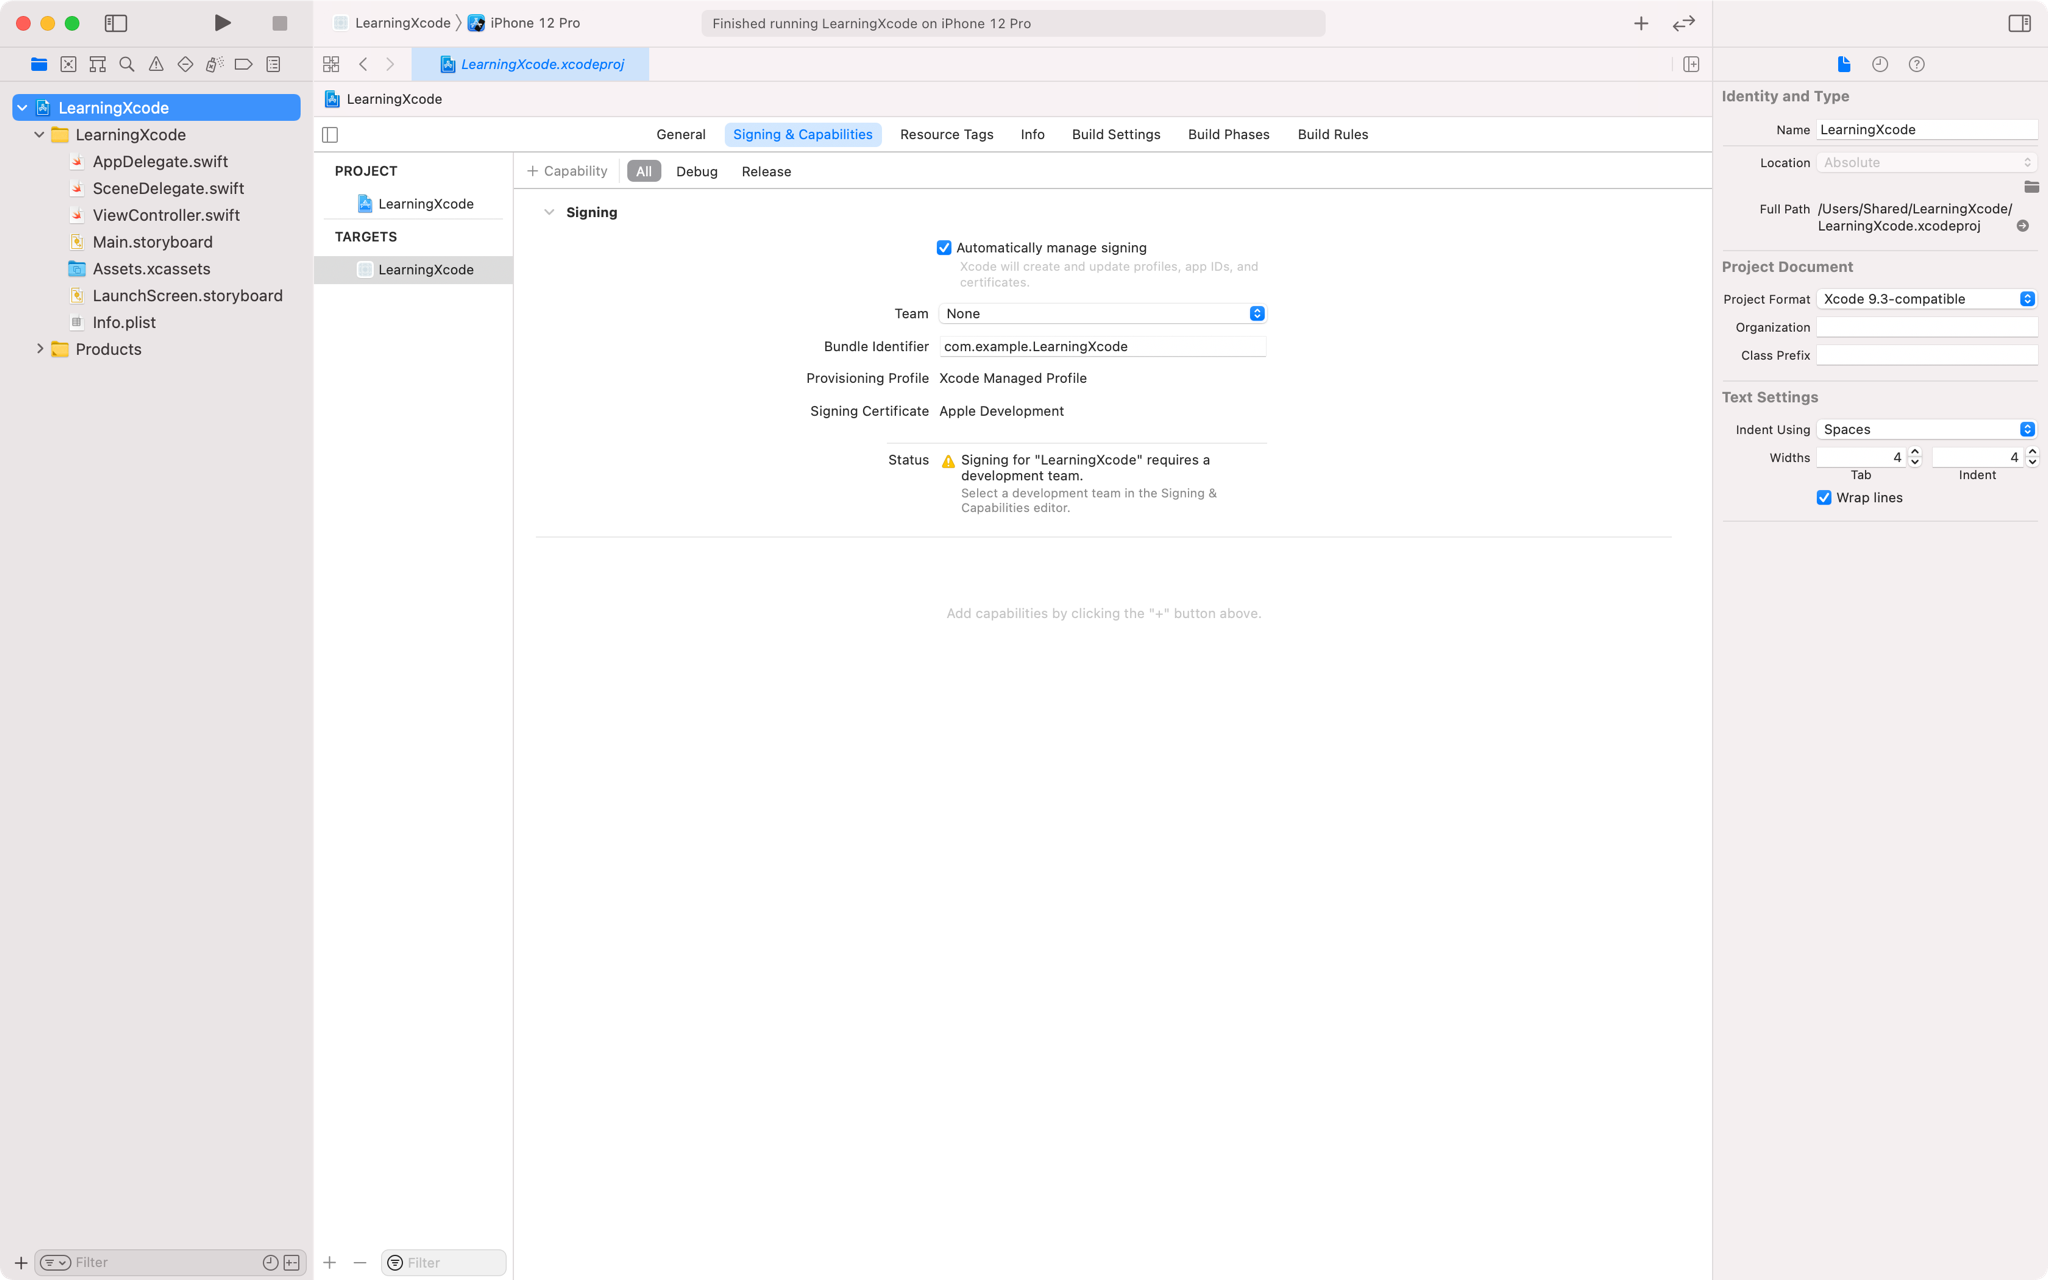 LearningXcode
iPhone 12 Pro
Finished running LearningXcode on iPhone 12 Pro
LearningXcode
LearningXcode
AppDelegate.swift
SceneDelegate.swift
ViewController.swift
Main.storyboard
Assets.xcassets
LaunchScreen.storyboard
Info.plist
Products
Filter
LearningXcode.xcodeproj
LearningXcode
General Signing & Capabilities Resource Tags Info Build Settings Build Phases Build Rules
PROJECT
LearningXcode
TARGETS
LearningXcode
Filter
+ Capability All Debug Release
Signing
Automatically manage signing
Xcode will create and update profiles, app IDs, and
certificates.
Team None
Bundle Identifier com.example.LearningXcode
Provisioning Profile Xcode Managed Profile
Signing Certificate Apple Development
Status Signing for "LearningXcode" requires a
development team.
Select a development team in the Signing &
Capabilities editor.
Add capabilities by clicking the "+" button above.
Identity and Type
Name LearningXcode
Location Absolute
Full Path /Users/Shared/LearningXcode/
LearningXcode.xcodeproj
Project Document
Project Format Xcode 9.3-compatible
Organization
Class Prefix
Text Settings
Indent Using Spaces
Widths 4 4
Tab Indent
Wrap lines